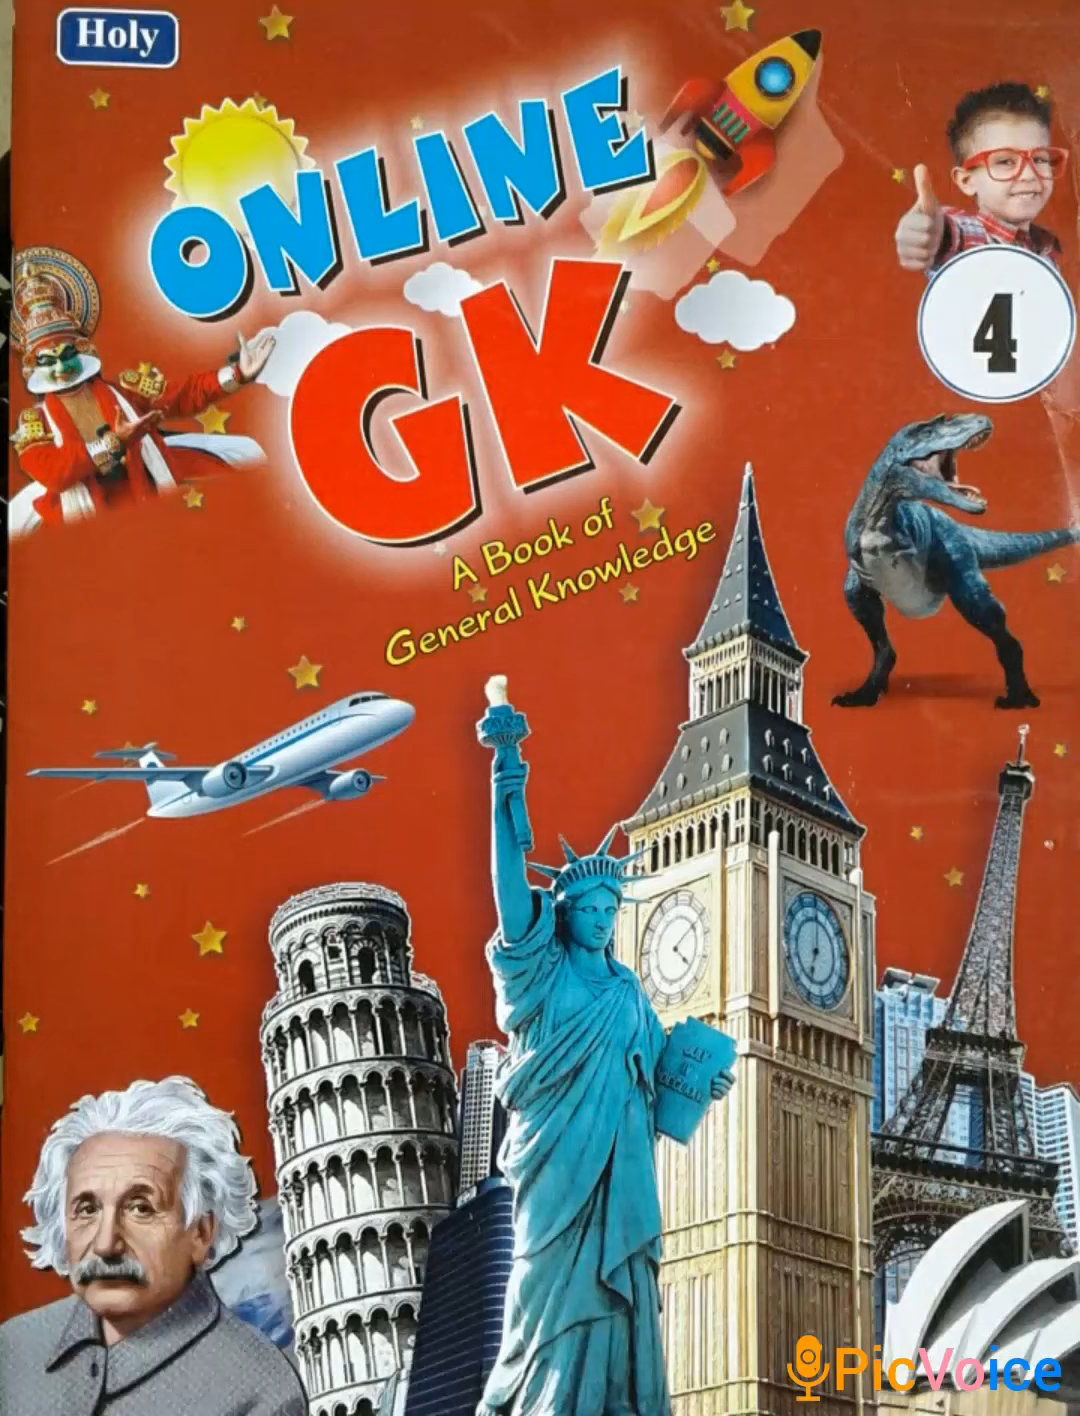 Holy
ONLINE
GK
A Book of
General Knowledge
4
PicVoice